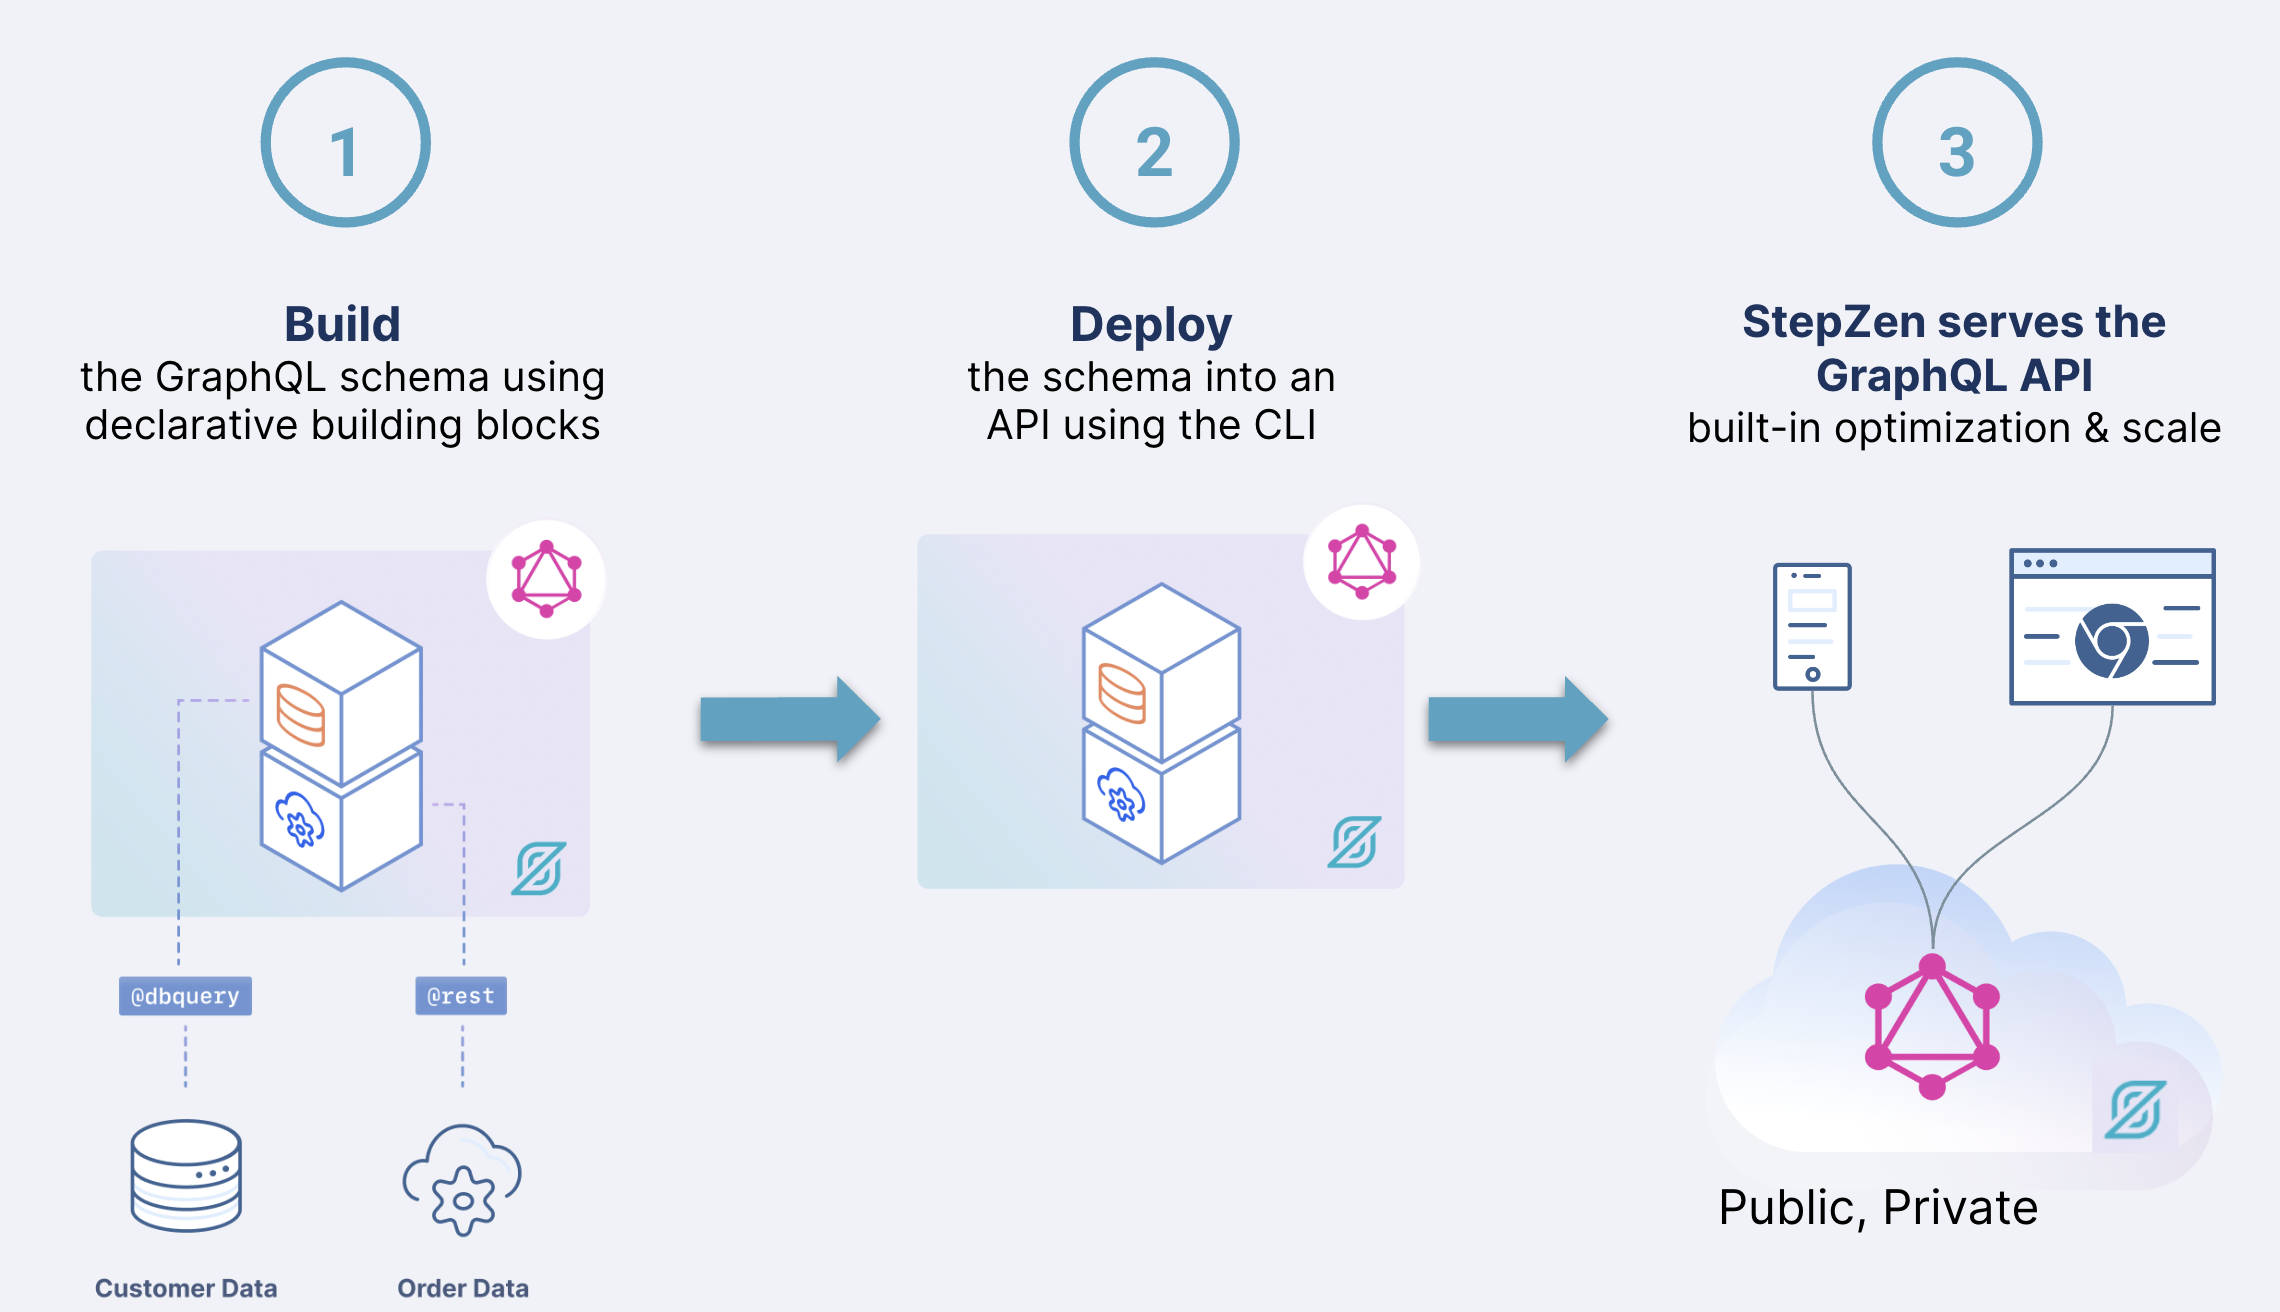 1
Build
the GraphQL schema using
declarative building blocks
@dbquery
@rest
Customer Data
Order Data
2
Deploy
the schema into an
API using the CLI
3
StepZen serves the
GraphQL API
built-in optimization & scale
Public, Private